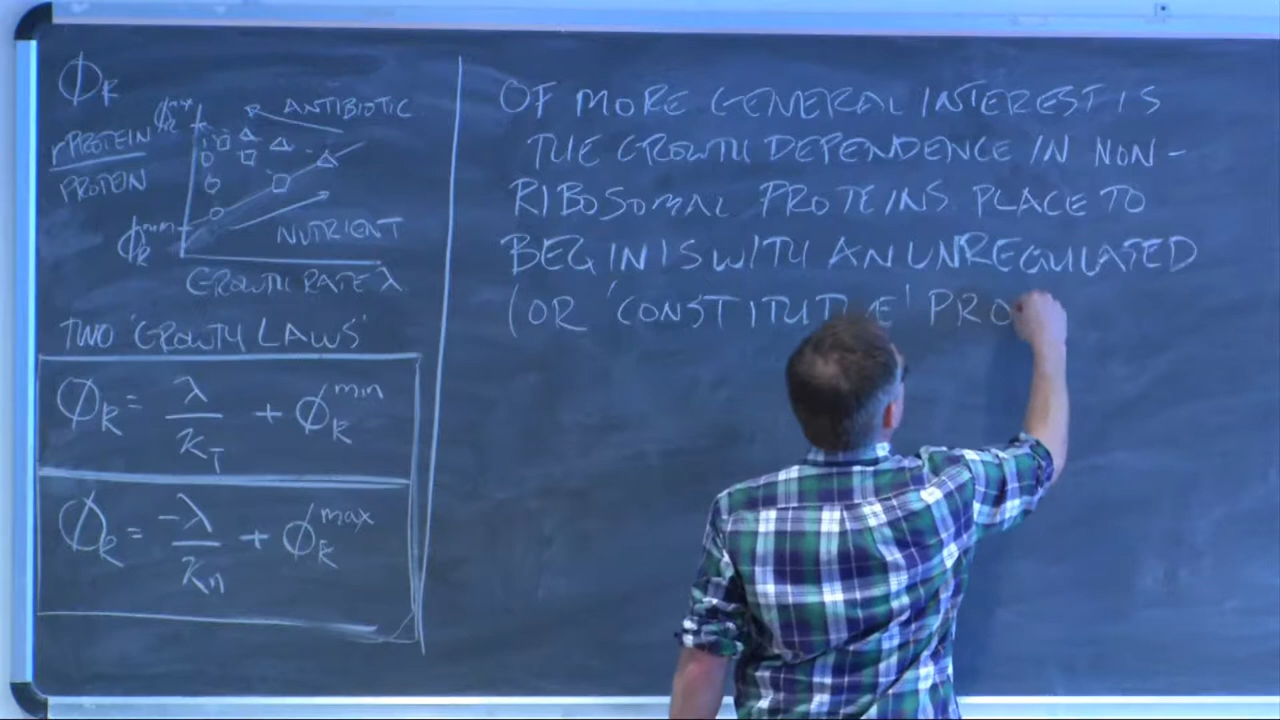 ϕ_R
rPROTEIN
PROTEIN
ϕ_R^max
ANTIBIOTIC
NUTRIENT
ϕ_R^min
GROWTH RATE λ
TWO 'GROWTH LAWS'
ϕ_R = λ/κ_T + ϕ_R^min
ϕ_R = -λ/κ_n + ϕ_R^max
OF MORE GENERAL INTEREST IS
THE GROWTH DEPENDENCE IN NON-
RIBOSOMAL PROTEINS PLACE TO
BEGIN IS WITH AN UNREGULATED
(OR 'CONSTITUTIVE' PRO